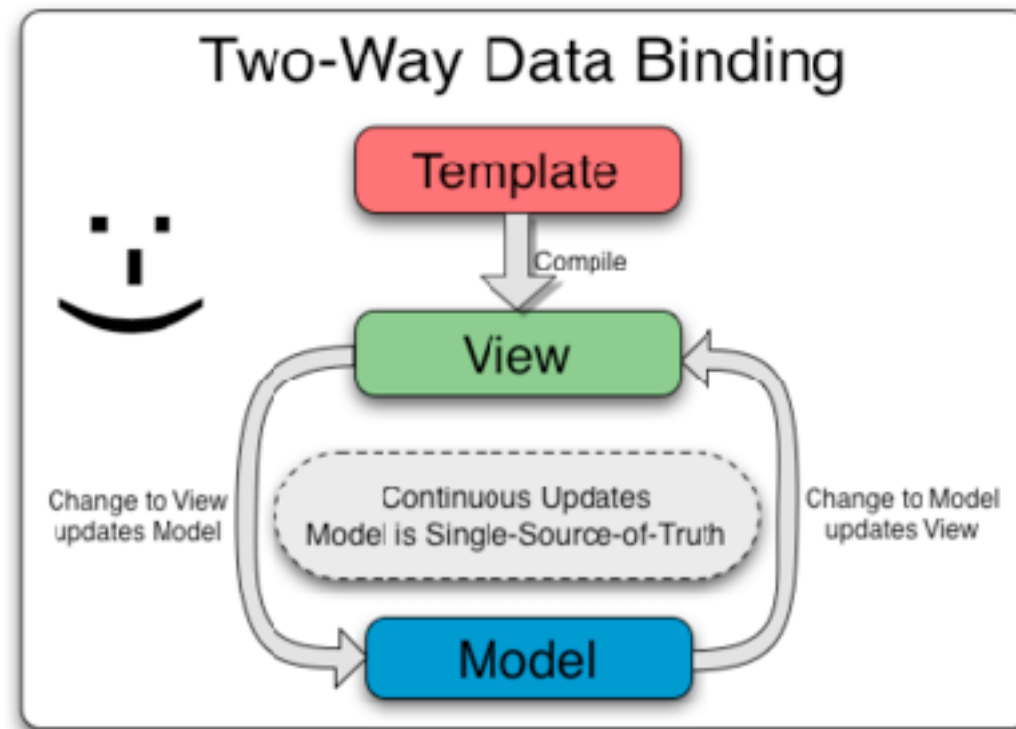 Two-Way Data Binding
Template
Compile
View
Change to View
updates Model
Continuous Updates
Model is Single-Source-of-Truth
Change to Model
updates View
Model